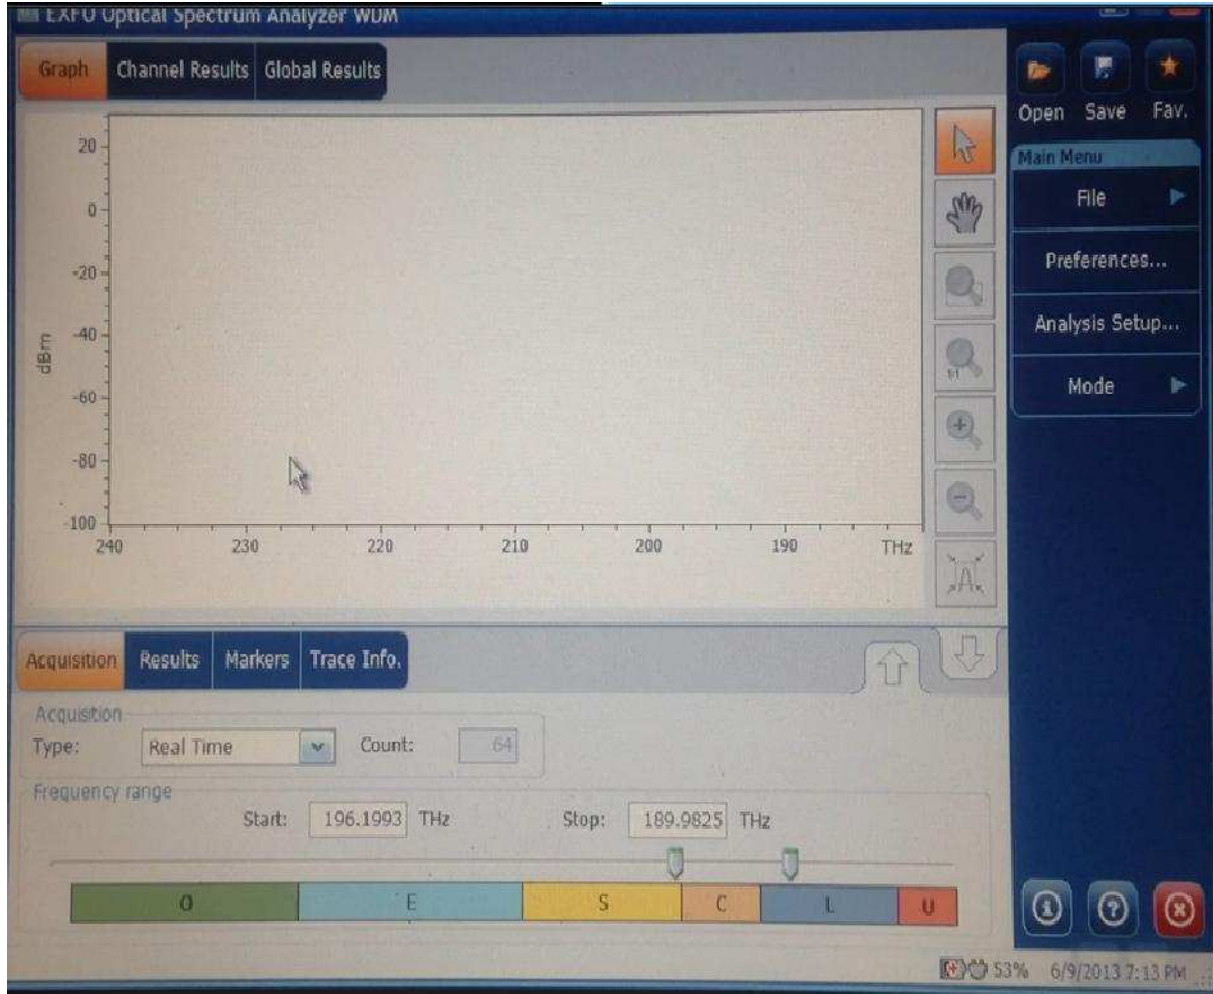 EXFO Optical Spectrum Analyzer WDM
Graph Channel Results Global Results
Open Save Fav.
Main Menu
File
Preferences...
Analysis Setup...
Mode
20
0
-20
-40
-60
-80
-100
dBm
1:1
240 230 220 210 200 190 THz
Acquisition Results Markers Trace Info.
Acquisition
Type: Real Time Count: 64
Frequency range
Start: 196.1993 THz Stop: 189.9825 THz
O E S C L U
53% 6/9/2013 7:13 PM